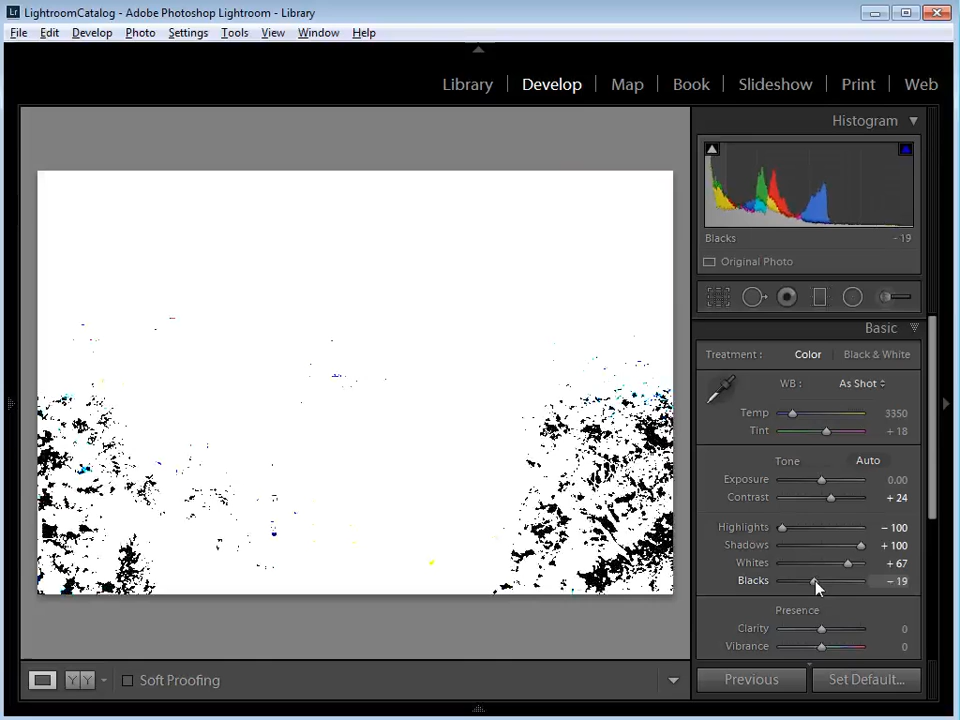 Lr LightroomCatalog - Adobe Photoshop Lightroom - Library
File Edit Develop Photo Settings Tools View Window Help
Library Develop Map Book Slideshow Print Web
Histogram
Blacks - 19
Original Photo
Basic
Treatment : Color Black & White
WB : As Shot
Temp 3350
Tint + 18
Tone Auto
Exposure 0.00
Contrast + 24
Highlights - 100
Shadows + 100
Whites + 67
Blacks - 19
Presence
Clarity 0
Vibrance 0
Y Y Soft Proofing Previous Set Default...